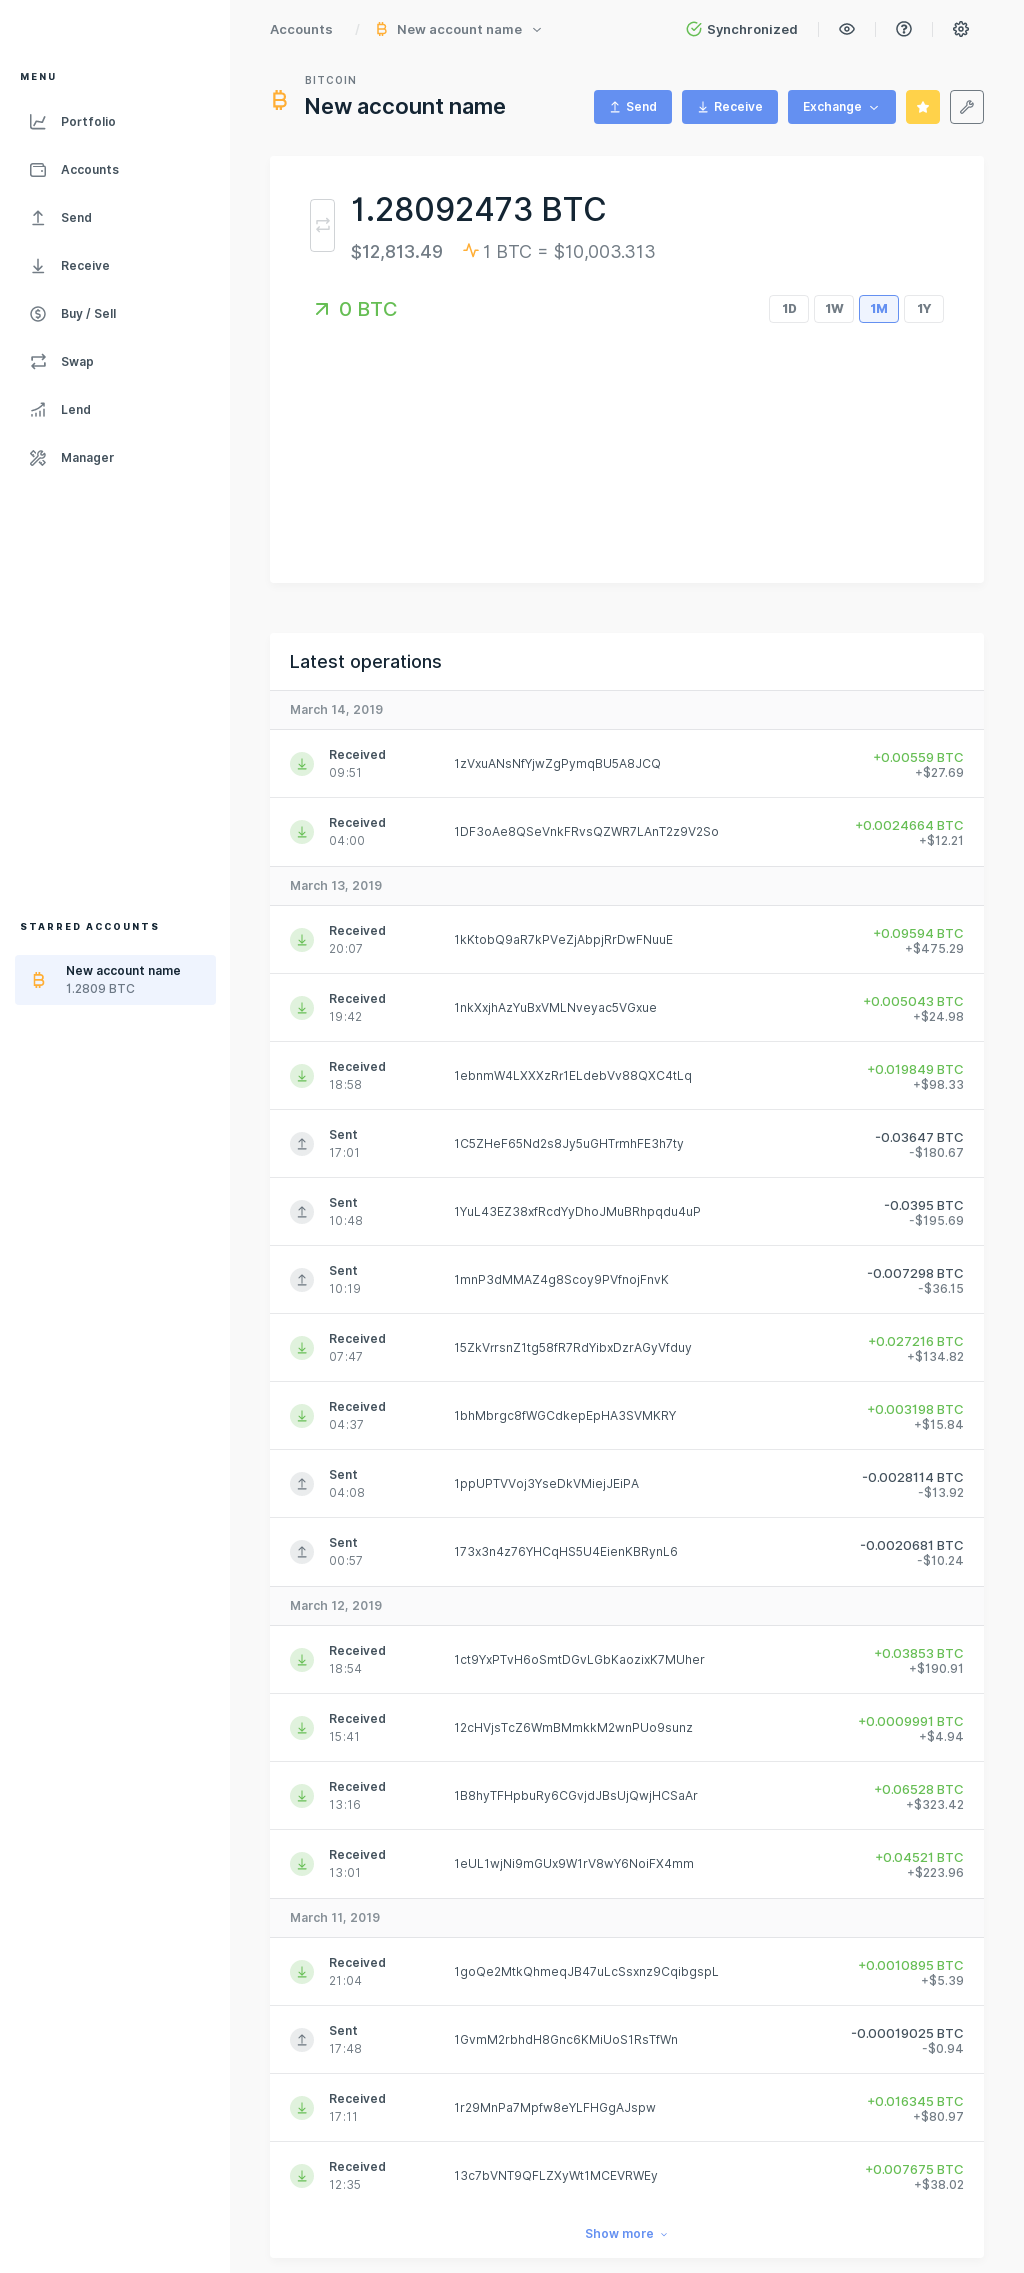 Accounts / New account name
Synchronized
MENU
Portfolio
Accounts
Send
Receive
Buy / Sell
Swap
Lend
Manager
STARRED ACCOUNTS
New account name
1.2809 BTC
BITCOIN
New account name
Send
Receive
Exchange
1.28092473 BTC
$12,813.49
1 BTC = $10,003.313
0 BTC
1D
1W
1M
1Y
Latest operations
March 14, 2019
Received
09:51
1zVxuANsNfYjwZgPymqBU5A8JCQ
+0.00559 BTC
+$27.69
Received
04:00
1DF3oAe8QSeVnkFRvsQZWR7LAnT2z9V2So
+0.0024664 BTC
+$12.21
March 13, 2019
Received
20:07
1kKtobQ9aR7kPVeZjAbpjRrDwFNuuE
+0.09594 BTC
+$475.29
Received
19:42
1nkXxjhAzYuBxVMLNveyac5VGxue
+0.005043 BTC
+$24.98
Received
18:58
1ebnmW4LXXXzRr1ELdebVv88QXC4tLq
+0.019849 BTC
+$98.33
Sent
17:01
1C5ZHeF65Nd2s8Jy5uGHTrmhFE3h7ty
-0.03647 BTC
-$180.67
Sent
10:48
1YuL43EZ38xfRcdYyDhoJMuBRhpqdu4uP
-0.0395 BTC
-$195.69
Sent
10:19
1mnP3dMMAZ4g8Scoy9PVfnojFnvK
-0.007298 BTC
-$36.15
Received
07:47
15ZkVrrsnZ1tg58fR7RdYibxDzrAGyVfduy
+0.027216 BTC
+$134.82
Received
04:37
1bhMbrgc8fWGCdkepEpHA3SVMKRY
+0.003198 BTC
+$15.84
Sent
04:08
1ppUPTVVoj3YseDkVMiejJEiPA
-0.0028114 BTC
-$13.92
Sent
00:57
173x3n4z76YHCqHS5U4EienKBRynL6
-0.0020681 BTC
-$10.24
March 12, 2019
Received
18:54
1ct9YxPTvH6oSmtDGvLGbKaozixK7MUher
+0.03853 BTC
+$190.91
Received
15:41
12cHVjsTcZ6WmBMmkkM2wnPUo9sunz
+0.0009991 BTC
+$4.94
Received
13:16
1B8hyTFHpbuRy6CGvjdJBsUjQwjHCSaAr
+0.06528 BTC
+$323.42
Received
13:01
1eUL1wjNi9mGUx9W1rV8wY6NoiFX4mm
+0.04521 BTC
+$223.96
March 11, 2019
Received
21:04
1goQe2MtkQhmeqJB47uLcSsxnz9CqibgspL
+0.0010895 BTC
+$5.39
Sent
17:48
1GvmM2rbhdH8Gnc6KMiUoS1RsTfWn
-0.00019025 BTC
-$0.94
Received
17:11
1r29MnPa7Mpfw8eYLFHGgAJspw
+0.016345 BTC
+$80.97
Received
12:35
13c7bVNT9QFLZXyWt1MCEVRWEy
+0.007675 BTC
+$38.02
Show more